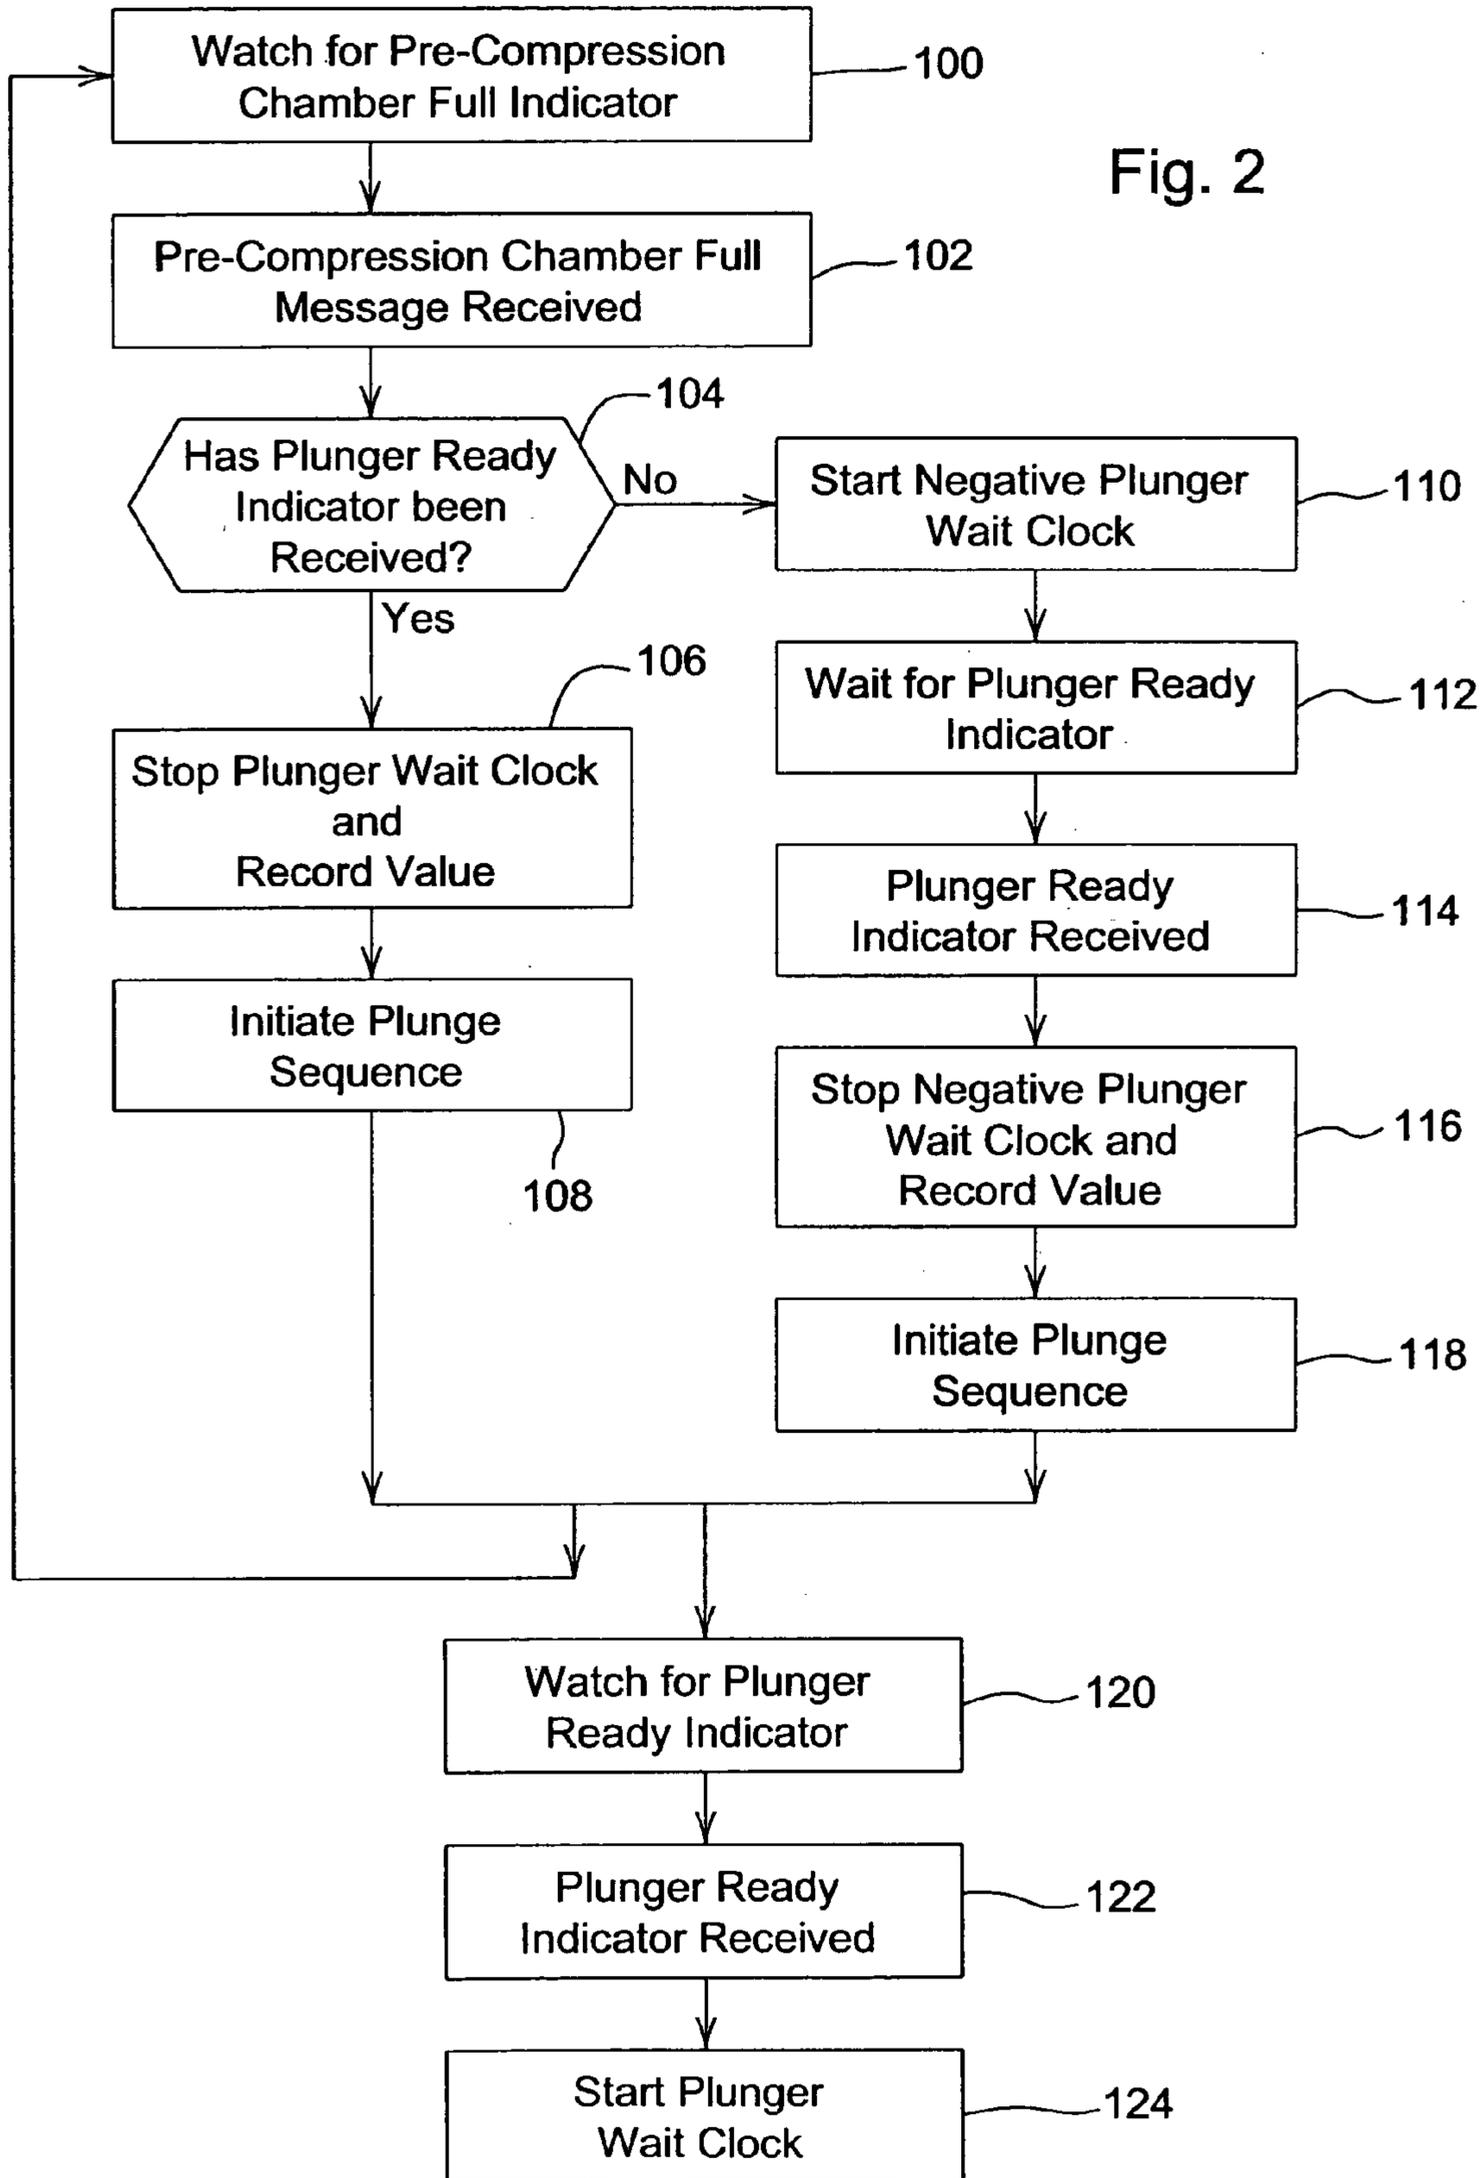 Watch for Pre-Compression
Chamber Full Indicator
100
Fig. 2
Pre-Compression Chamber Full
Message Received
102
104
Has Plunger Ready
Indicator been
Received?
No
Yes
Start Negative Plunger
Wait Clock
110
Wait for Plunger Ready
Indicator
112
106
Stop Plunger Wait Clock
and
Record Value
Plunger Ready
Indicator Received
114
Initiate Plunge
Sequence
108
Stop Negative Plunger
Wait Clock and
Record Value
116
Initiate Plunge
Sequence
118
Watch for Plunger
Ready Indicator
120
Plunger Ready
Indicator Received
122
Start Plunger
Wait Clock
124